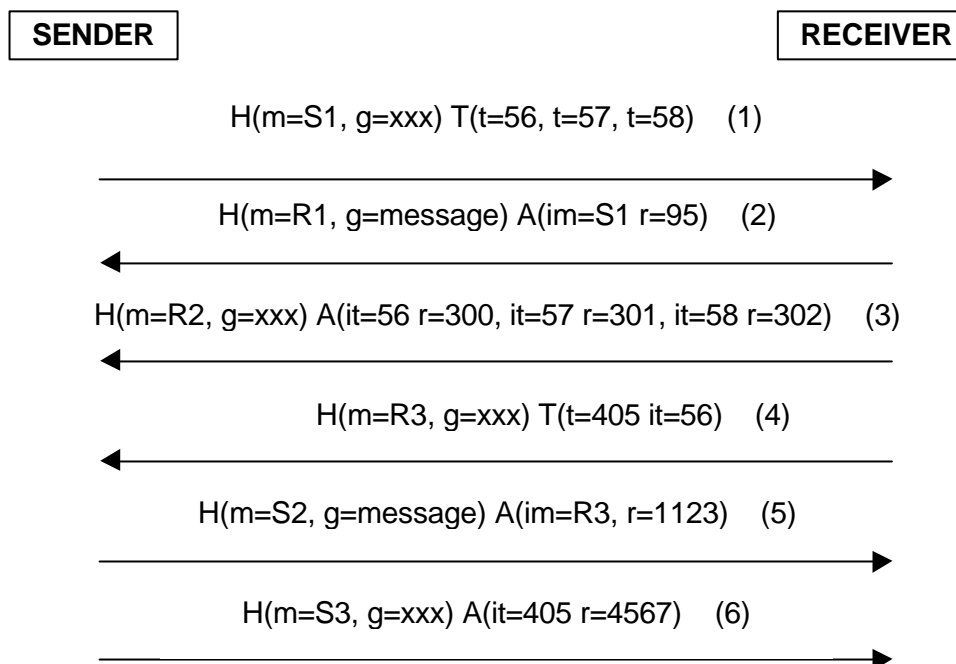 SENDER
RECEIVER
H(m=S1, g=xxx) T(t=56, t=57, t=58) (1)
H(m=R1, g=message) A(im=S1 r=95) (2)
H(m=R2, g=xxx) A(it=56 r=300, it=57 r=301, it=58 r=302) (3)
H(m=R3, g=xxx) T(t=405 it=56) (4)
H(m=S2, g=message) A(im=R3, r=1123) (5)
H(m=S3, g=xxx) A(it=405 r=4567) (6)